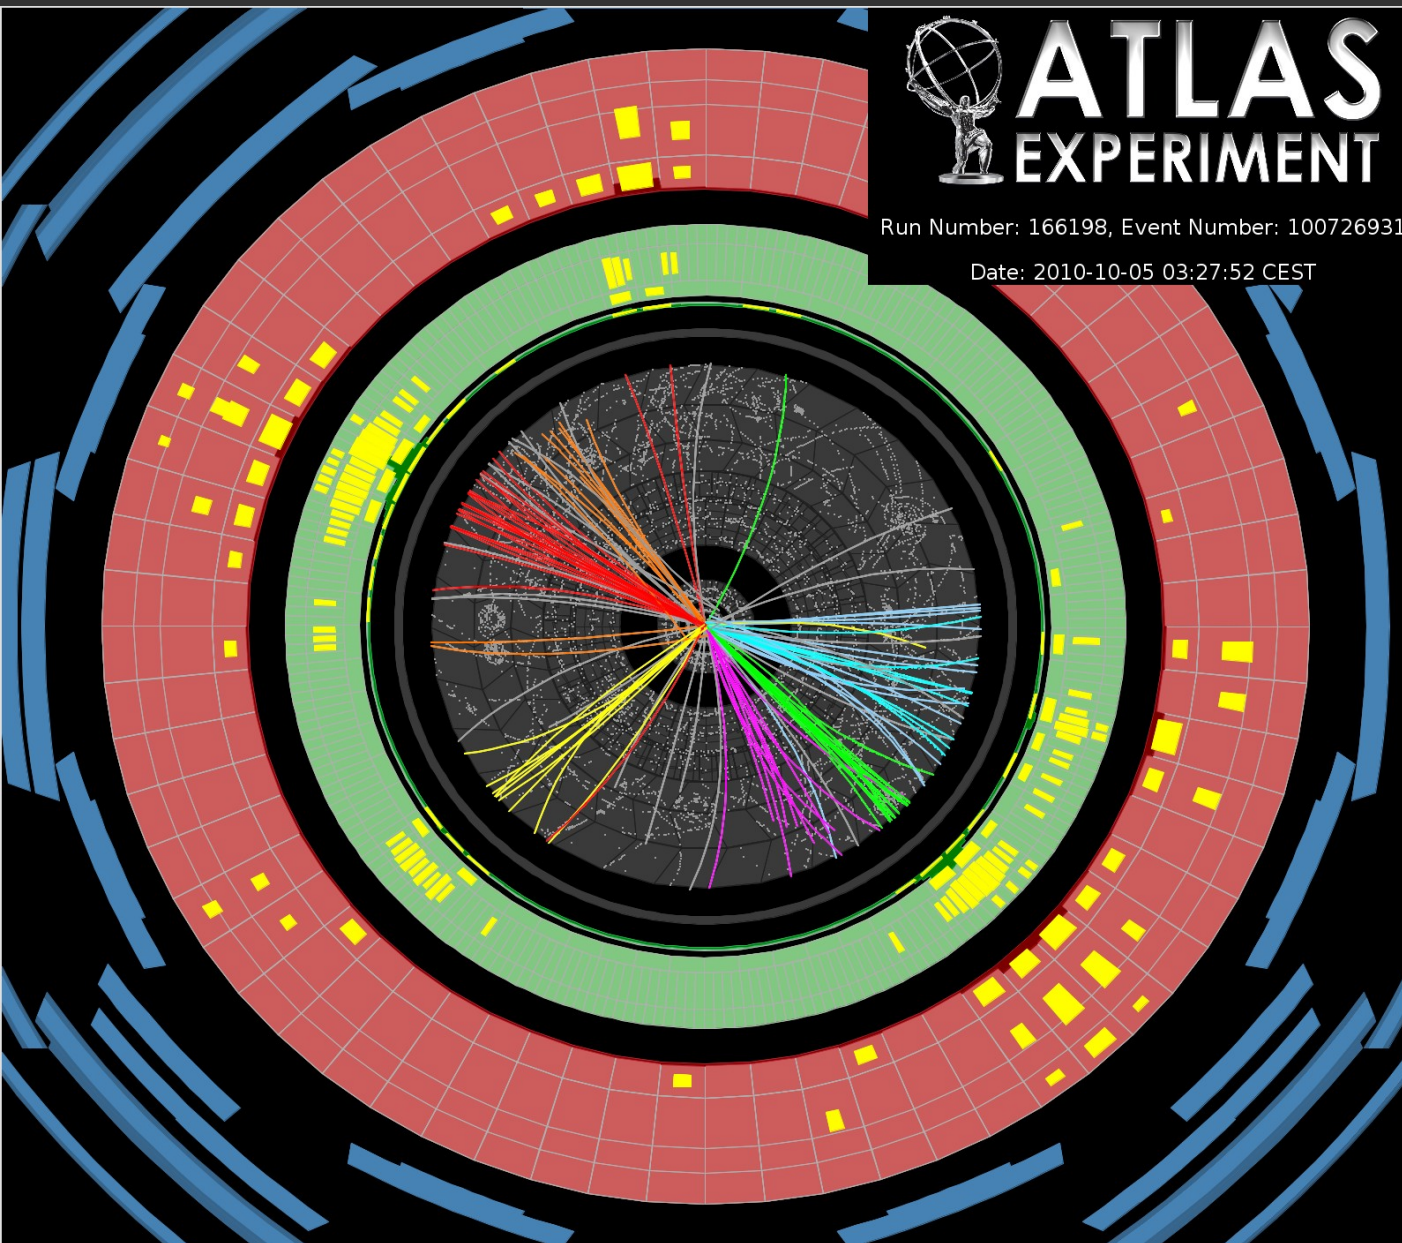 ATLAS
EXPERIMENT
Run Number: 166198, Event Number: 100726931
Date: 2010-10-05 03:27:52 CEST